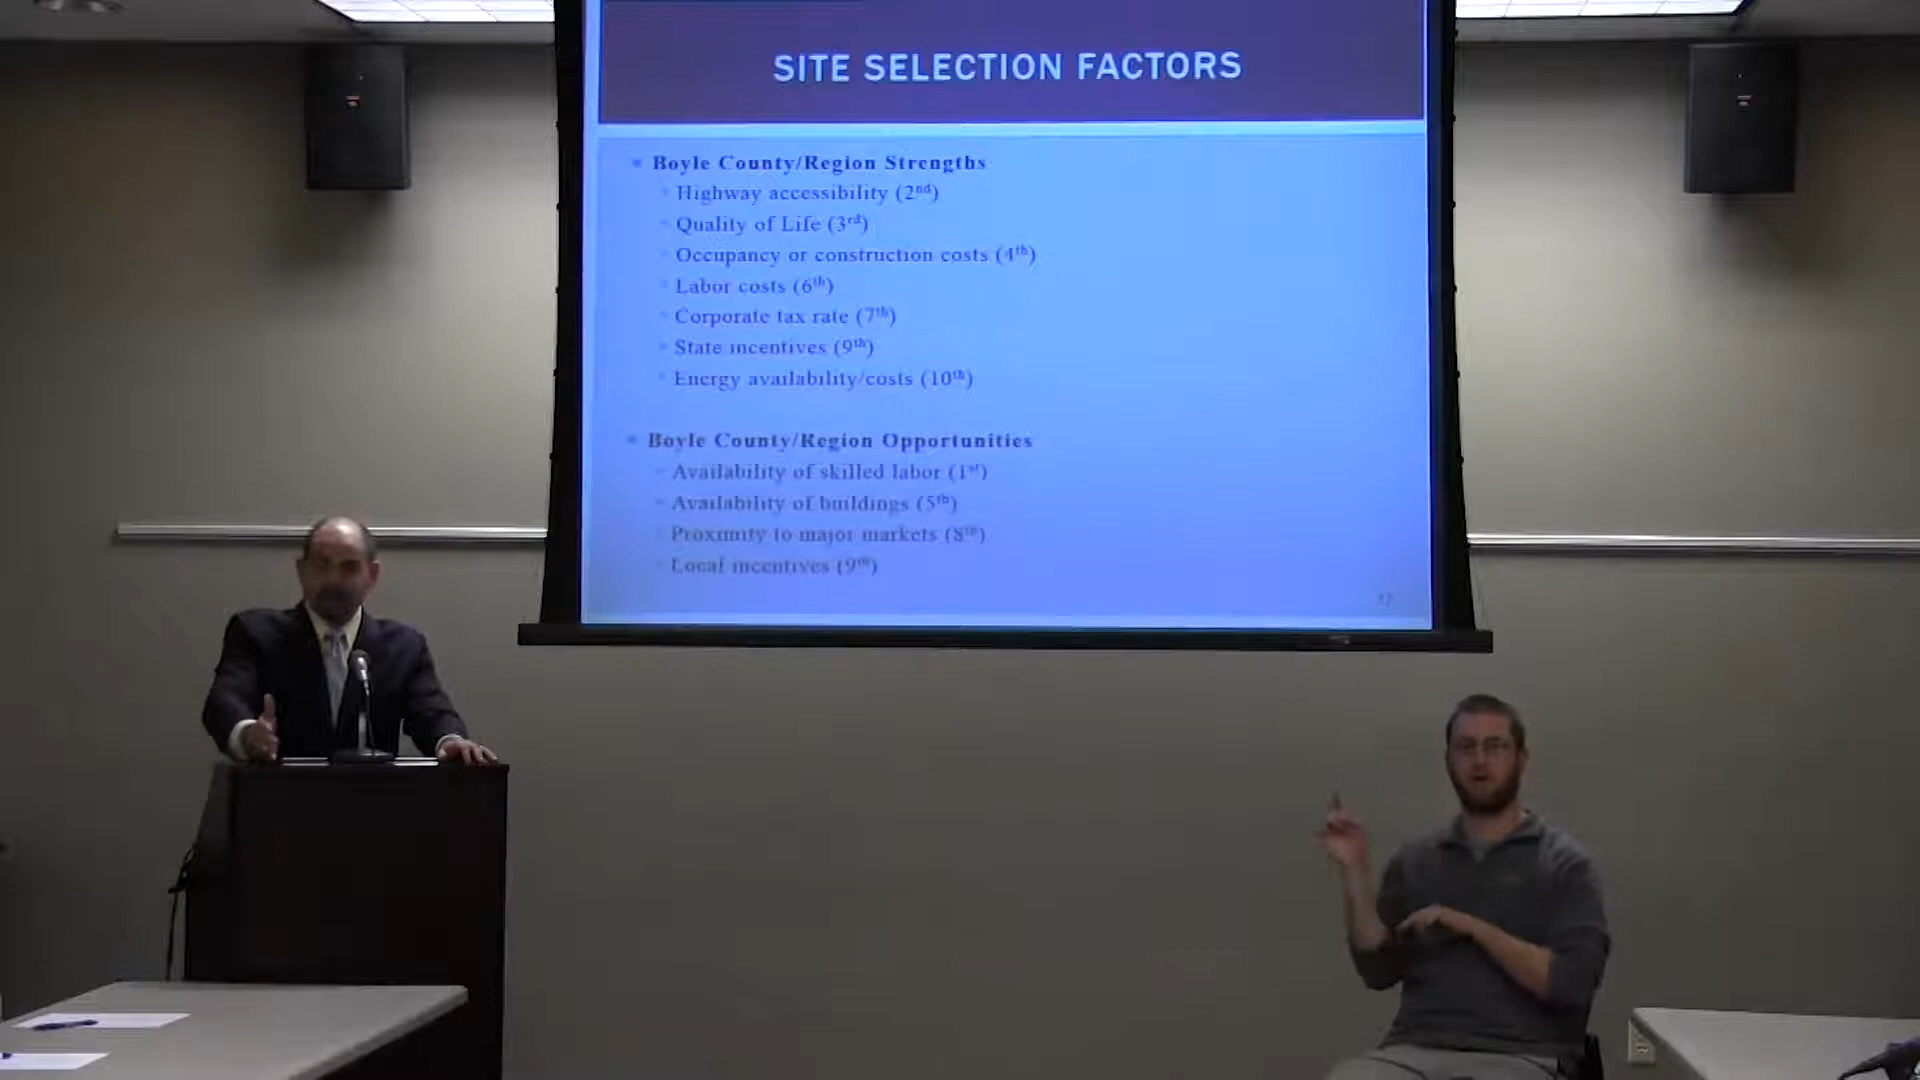 SITE SELECTION FACTORS
Boyle County/Region Strengths
Highway accessibility (2nd)
Quality of Life (3rd)
Occupancy or construction costs (4th)
Labor costs (6th)
Corporate tax rate (7th)
State incentives (9th)
Energy availability/costs (10th)
Boyle County/Region Opportunities
Availability of skilled labor (1st)
Availability of buildings (5th)
Proximity to major markets (8th)
Local incentives (9th)